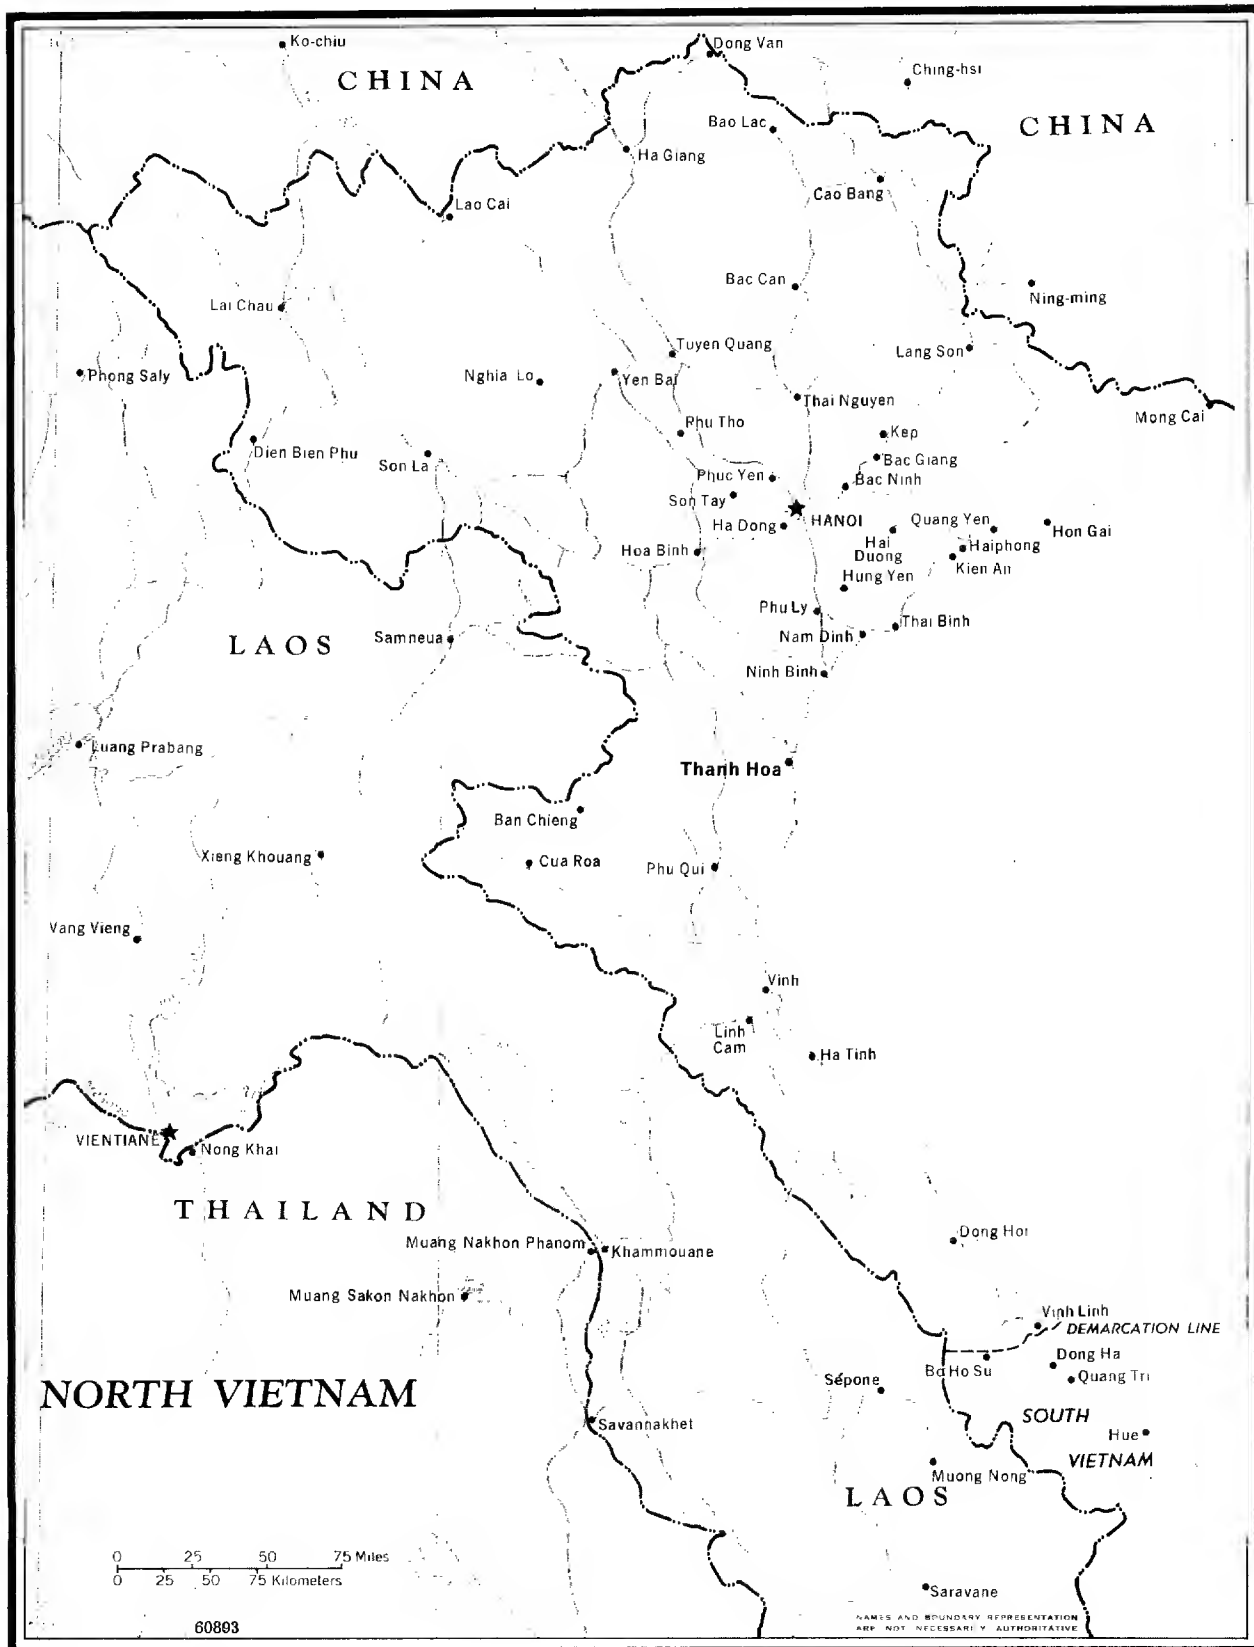 Ko-chiu
Dong Van
CHINA
Ching-hsi
Bao Lac
CHINA
Ha Giang
Cao Bang
Lao Cai
Bac Can
Ning-ming
Lai Chau
Tuyen Quang
Lang Son
Phong Saly
Nghia Lo
Yen Bai
Thai Nguyen
Mong Cai
Phu Tho
Kep
Dien Bien Phu
Son La
Bac Giang
Phuc Yen
Bac Ninh
Son Tay
HANOI
Quang Yen
Ha Dong
Hon Gai
Hai
Duong
Haiphong
Hoa Binh
Kien An
Hung Yen
Phu Ly
Thai Binh
LAOS
Samneua
Nam Dinh
Ninh Binh
Luang Prabang
Thanh Hoa
Ban Chieng
Xieng Khouang
Cua Roa
Phu Qui
Vang Vieng
Vinh
Linh
Cam
Ha Tinh
VIENTIANE
Nong Khai
THAILAND
Dong Hoi
Muang Nakhon Phanom
Khammouane
Muang Sakon Nakhon
Vinh Linh
DEMARCATION LINE
Dong Ha
Ba Ho Su
Sépone
Quang Tri
NORTH VIETNAM
SOUTH
VIETNAM
Savannakhet
Hue
Muong Nong
LAOS
0 25 50 75 Miles
0 25 50 75 Kilometers
Saravane
60893
NAMES AND BOUNDARY REPRESENTATION
ARE NOT NECESSARILY AUTHORITATIVE